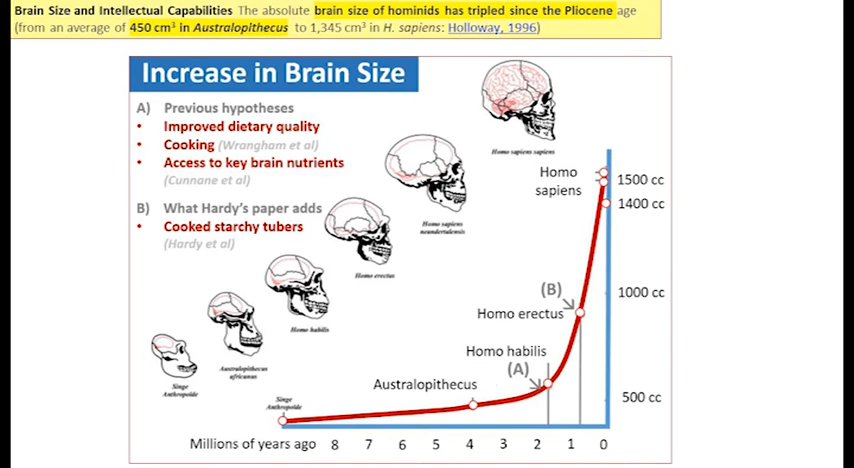 Brain Size and Intellectual Capabilities The absolute brain size of hominids has tripled since the Pliocene age
(from an average of 450 cm³ in Australopithecus to 1,345 cm³ in H. sapiens: Holloway, 1996)
Increase in Brain Size
A) Previous hypotheses
• Improved dietary quality
• Cooking (Wrangham et al)
• Access to key brain nutrients
(Cunnane et al)
B) What Hardy's paper adds
• Cooked starchy tubers
(Hardy et al)
Homo sapiens sapiens
Homo sapiens
neandertalensis
Homo erectus
Homo habilis
Australopithecus
africanus
Singe
Anthropoïde
Homo
sapiens
1500 cc
1400 cc
(B)
1000 cc
Homo erectus
Homo habilis
(A)
Australopithecus
500 cc
Singe
Anthropoïde
Millions of years ago 8 7 6 5 4 3 2 1 0